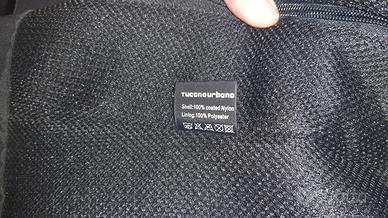 TUCANOURBANO
Shell:100% coated Nylon
Lining:100% Polyester